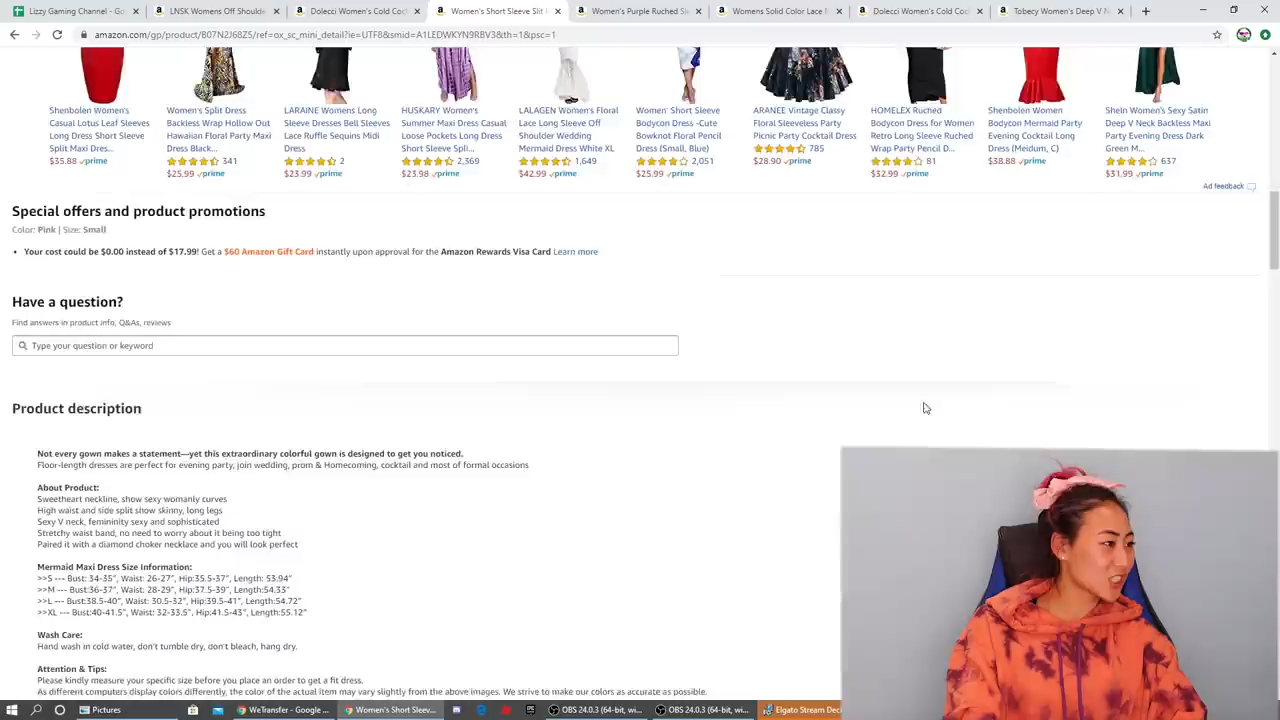 Lizzy Gaming - Goo
LNSK Womens Off Shoulde
Dolecci Women's Cold Coc
Women's Short Sleeve Slit
Women's Purple Ruched Sl
Womens Solid Color Lace M
Dolecci Women's Cold Coc
Tobecy Women's Deep V N
amazon.com/gp/product/B07N2J68Z5/ref=ox_sc_mini_detail?ie=UTF8&smid=A1LEDWKYN9RBV3&th=1&psc=1
Shenbolen Women's
Casual Lotus Leaf Sleeves
Long Dress Short Sleeve
Split Maxi Dres...
$35.88 prime
Women's Split Dress
Backless Wrap Hollow Out
Hawaiian Floral Party Maxi
Dress Black...
341
$25.99 prime
LARAINE Womens Long
Sleeve Dresses Bell Sleeves
Lace Ruffle Sequins Midi
Dress
2
$23.99 prime
HUSKARY Women's
Summer Maxi Dress Casual
Loose Pockets Long Dress
Short Sleeve Spli...
2,369
$23.98 prime
LALAGEN Women's Floral
Lace Long Sleeve Off
Shoulder Wedding
Mermaid Dress White XL
1,649
$42.99 prime
Women' Short Sleeve
Bodycon Dress -Cute
Bowknot Floral Pencil
Dress (Small, Blue)
2,051
$25.99 prime
ARANEE Vintage Classy
Floral Sleeveless Party
Picnic Party Cocktail Dress
785
$28.90 prime
HOMELEX Ruched
Bodycon Dress for Women
Retro Long Sleeve Ruched
Wrap Party Pencil D...
81
$32.99 prime
Shenbolen Women
Bodycon Mermaid Party
Evening Cocktail Long
Dress (Meidum, C)
$38.88 prime
SheIn Women's Sexy Satin
Deep V Neck Backless Maxi
Party Evening Dress Dark
Green M...
637
$31.99 prime
Ad feedback
Special offers and product promotions
Color: Pink | Size: Small
• Your cost could be $0.00 instead of $17.99! Get a $60 Amazon Gift Card instantly upon approval for the Amazon Rewards Visa Card Learn more
Have a question?
Find answers in product info, Q&As, reviews
Type your question or keyword
Product description
Not every gown makes a statement—yet this extraordinary colorful gown is designed to get you noticed.
Floor-length dresses are perfect for evening party, join wedding, prom & Homecoming, cocktail and most of formal occasions
About Product:
Sweetheart neckline, show sexy womanly curves
High waist and side split show skinny, long legs
Sexy V neck, femininity sexy and sophisticated
Stretchy waist band, no need to worry about it being too tight
Paired it with a diamond choker necklace and you will look perfect
Mermaid Maxi Dress Size Information:
>>S --- Bust: 34-35", Waist: 26-27", Hip:35.5-37", Length: 53.94"
>>M --- Bust:36-37", Waist: 28-29", Hip:37.5-39", Length:54.33"
>>L --- Bust:38.5-40", Waist: 30.5-32", Hip:39.5-41", Length:54.72"
>>XL --- Bust:40-41.5", Waist: 32-33.5", Hip:41.5-43", Length:55.12"
Wash Care:
Hand wash in cold water, don't tumble dry, don't bleach, hang dry.
Attention & Tips:
Please kindly measure your specific size before you place an order to get a fit dress.
As different computers display colors differently, the color of the actual item may vary slightly from the above images. We strive to make our colors as accurate as possible.
Pictures
WeTransfer - Google ...
Women's Short Sleev...
OBS 24.0.3 (64-bit, wi...
OBS 24.0.3 (64-bit, wi...
Elgato Stream Deck